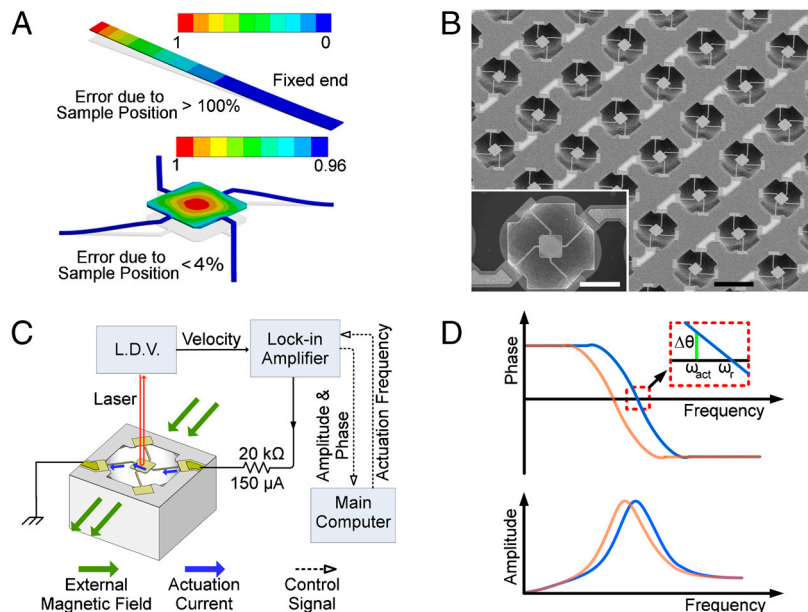 A
1
0
Fixed end
Error due to
Sample Position > 100%
1
0.96
Error due to
Sample Position < 4%
B
C
L.D.V.
Velocity
Lock-in
Amplifier
Laser
Amplitude &
Phase
Actuation Frequency
20 kΩ
150 µA
Main
Computer
External
Magnetic Field
Actuation
Current
Control
Signal
D
Phase
Δθ
ωact
ωr
Frequency
Amplitude
Frequency